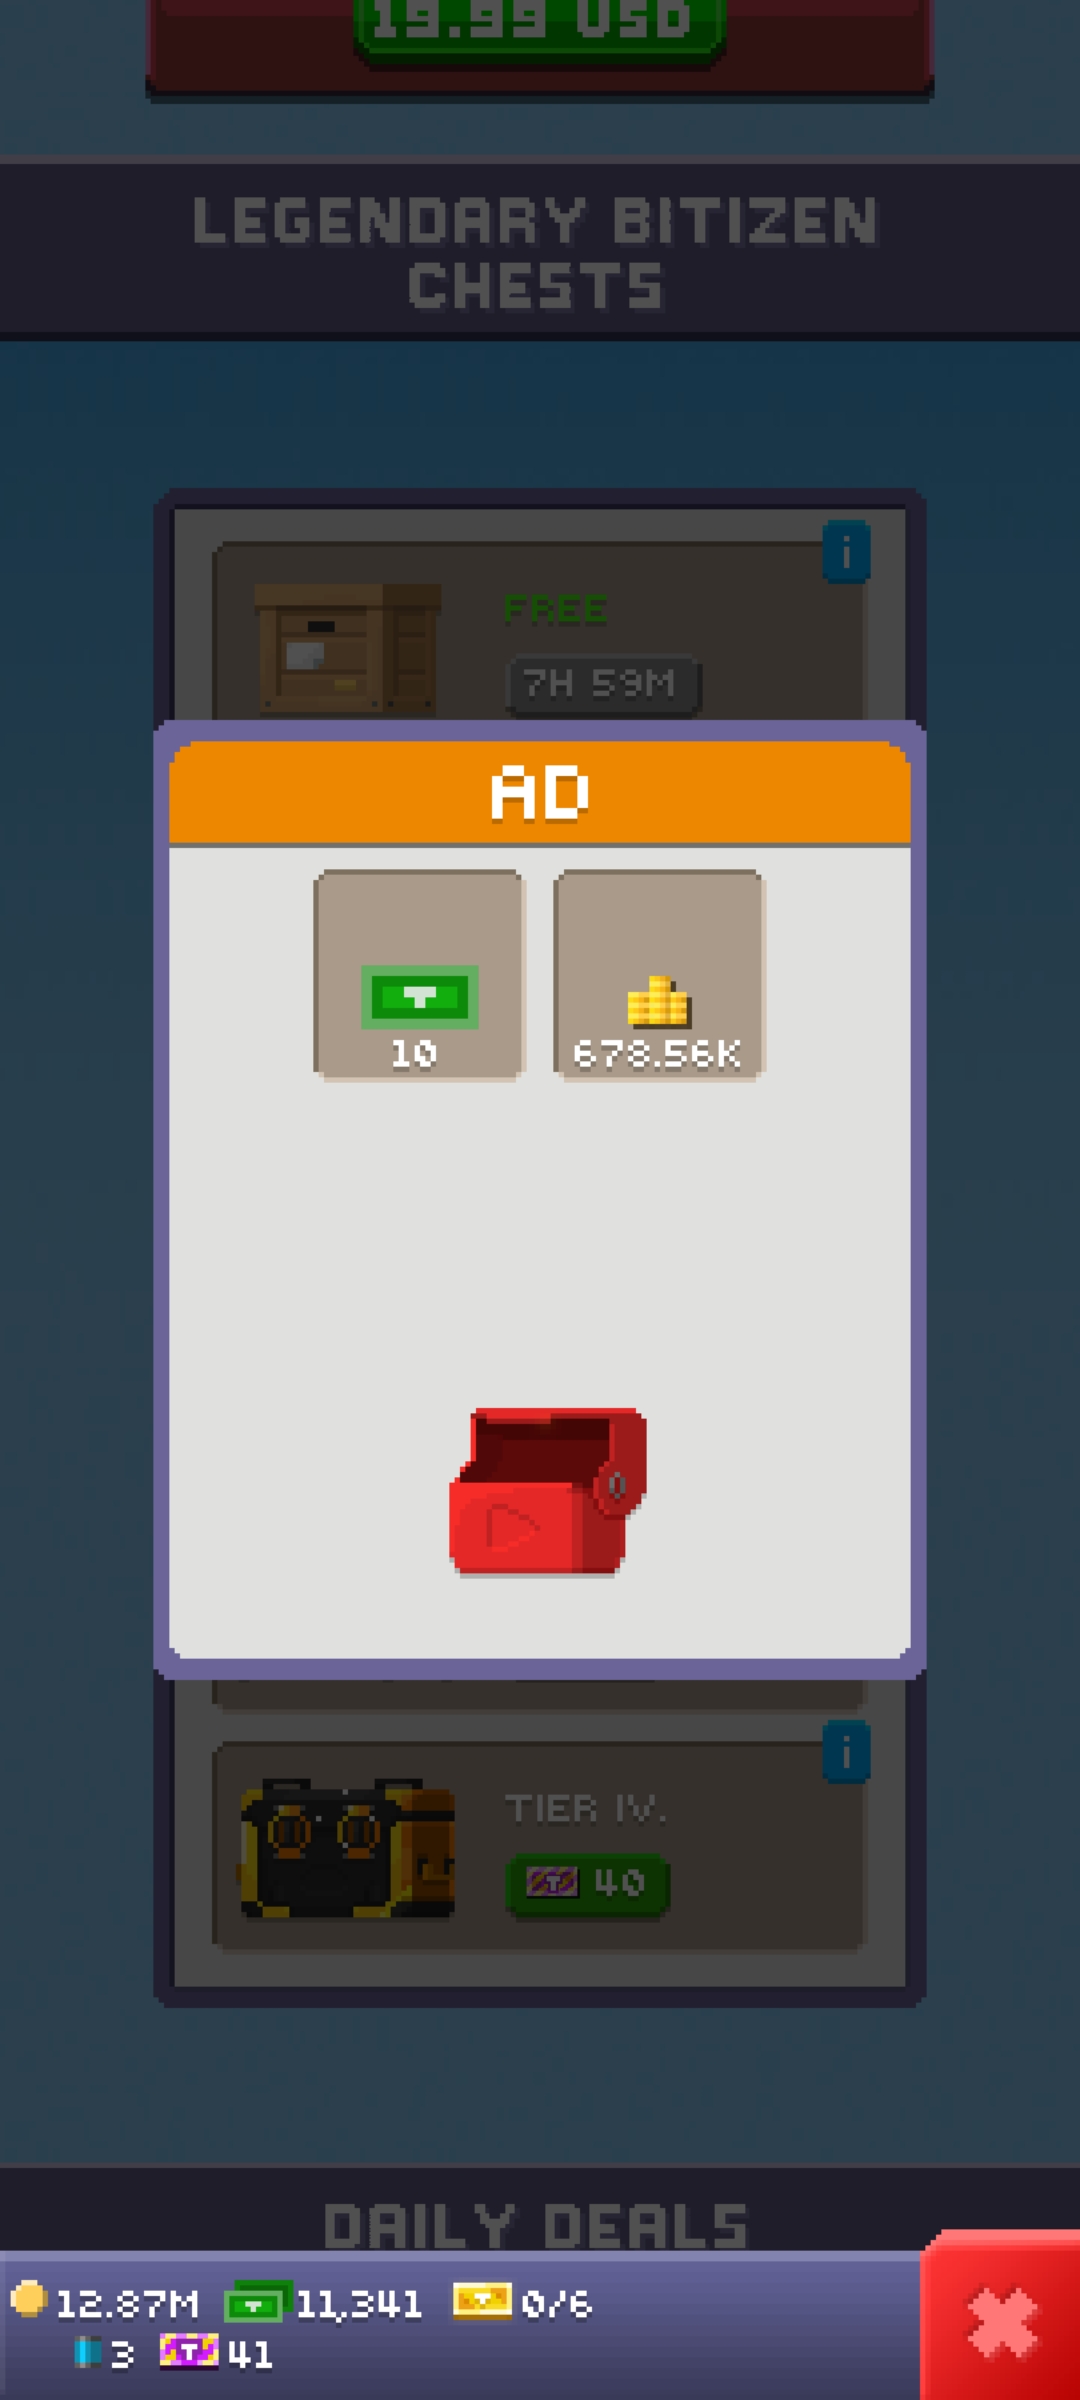 19.99 USD
LEGENDARY BITIZEN
CHESTS
i
FREE
7H 59M
AD
10
678.56K
i
TIER IV.
40
DAILY DEALS
12.87M 11,341 0/6
3 41